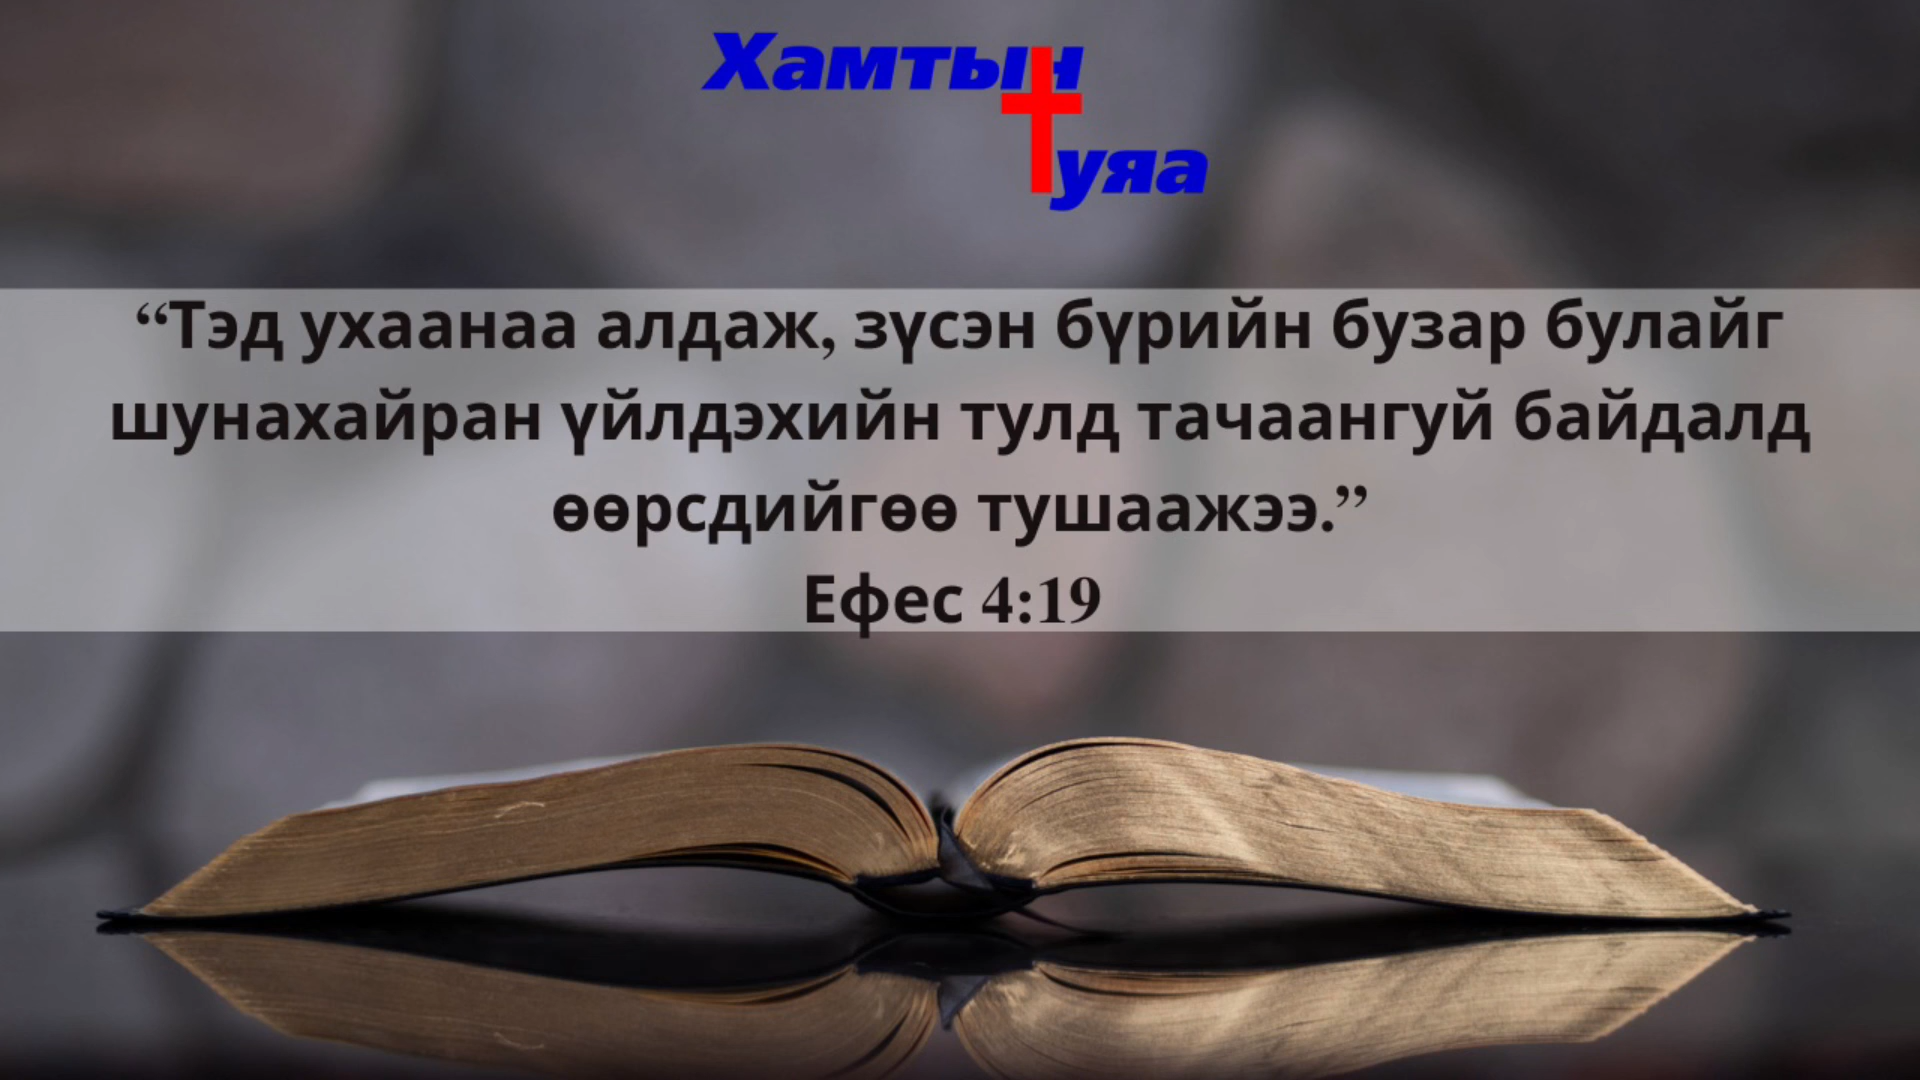 Хамтын
Туяа
“Тэд ухаанаа алдаж, зүсэн бүрийн бузар булайг
шунахайран үйлдэхийн тулд тачаангуй байдалд
өөрсдийгөө тушаажээ.”
Ефес 4:19